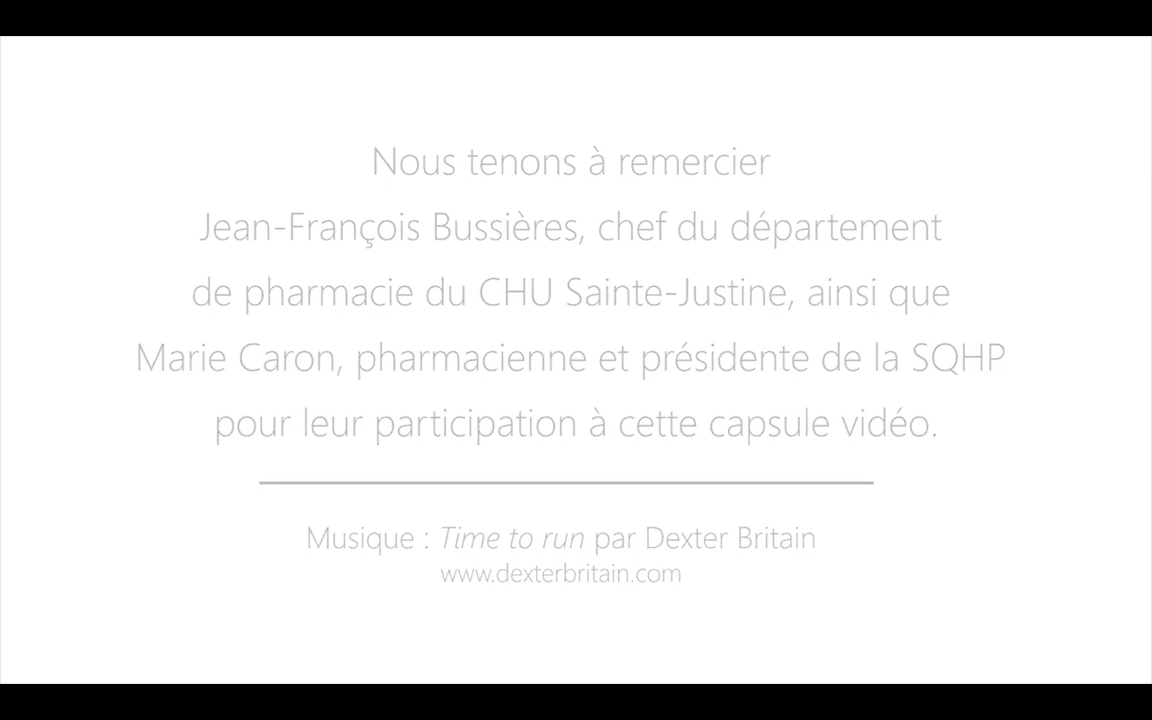 Nous tenons à remercier
Jean-François Bussières, chef du département
de pharmacie du CHU Sainte-Justine, ainsi que
Marie Caron, pharmacienne et présidente de la SQHP
pour leur participation à cette capsule vidéo.
Musique : Time to run par Dexter Britain
www.dexterbritain.com